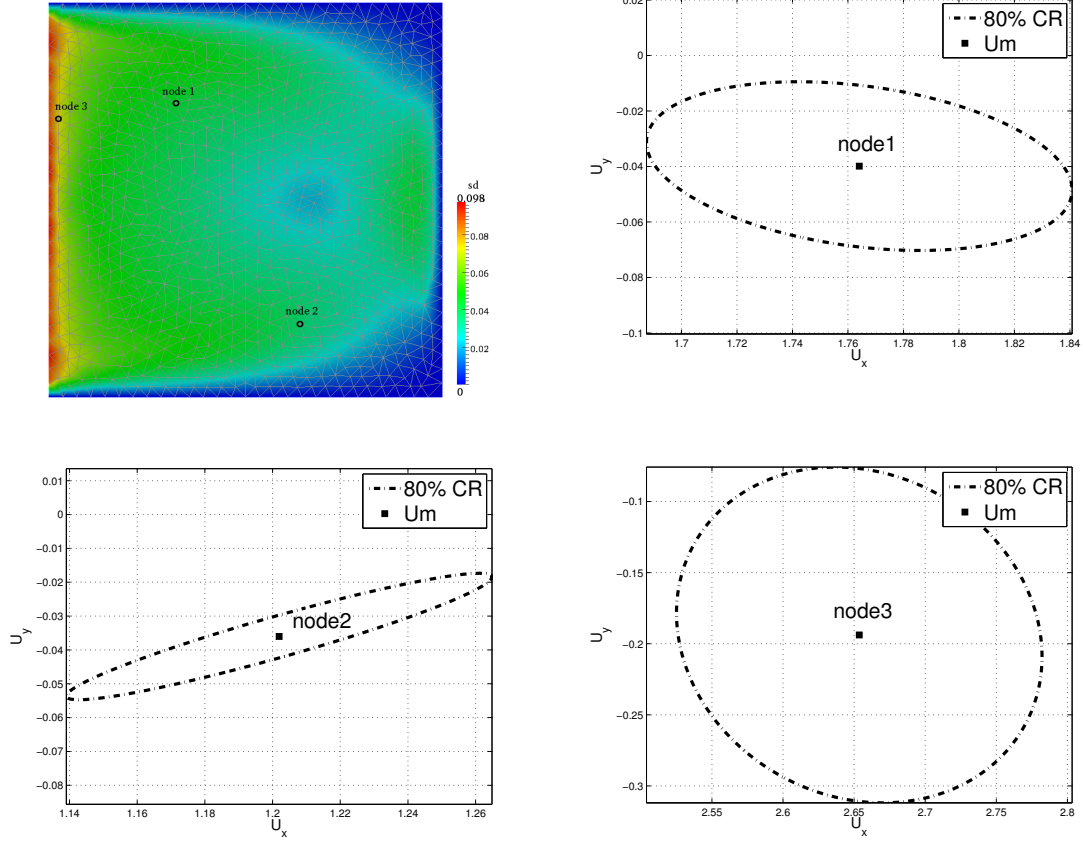 node 1
node 3
node 2
sd
0.098
0.08
0.06
0.04
0.02
0
80% CR
Um
node1
0.02
0
−0.02
−0.04
−0.06
−0.08
−0.1
U_y
1.7
1.72
1.74
1.76
1.78
1.8
1.82
1.84
U_x
80% CR
Um
node2
0.01
0
−0.01
−0.02
−0.03
−0.04
−0.05
−0.06
−0.07
−0.08
U_y
1.14
1.16
1.18
1.2
1.22
1.24
1.26
U_x
80% CR
Um
node3
−0.1
−0.15
−0.2
−0.25
−0.3
U_y
2.55
2.6
2.65
2.7
2.75
2.8
U_x